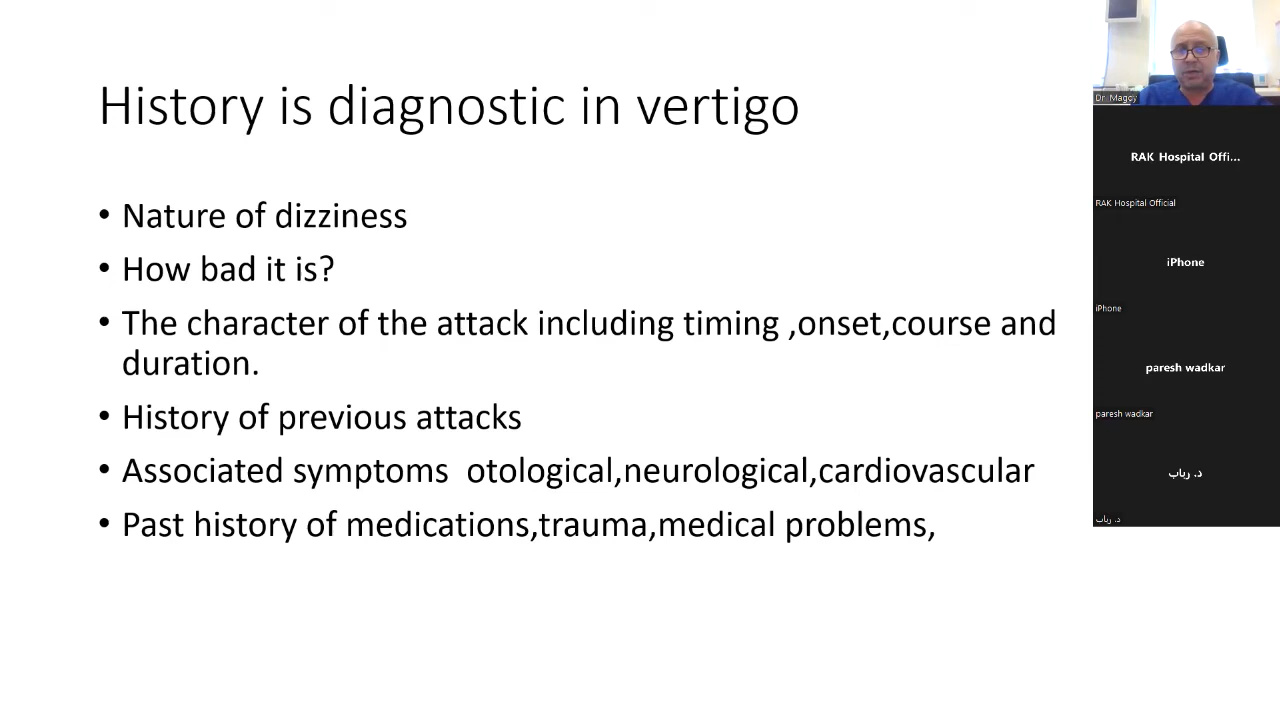 History is diagnostic in vertigo
• Nature of dizziness
• How bad it is?
• The character of the attack including timing ,onset,course and
duration.
• History of previous attacks
• Associated symptoms  otological,neurological,cardiovascular
• Past history of medications,trauma,medical problems,
Dr Magdy
RAK Hospital Offi...
RAK Hospital Official
iPhone
iPhone
paresh wadkar
paresh wadkar
د. رباب
د. رباب